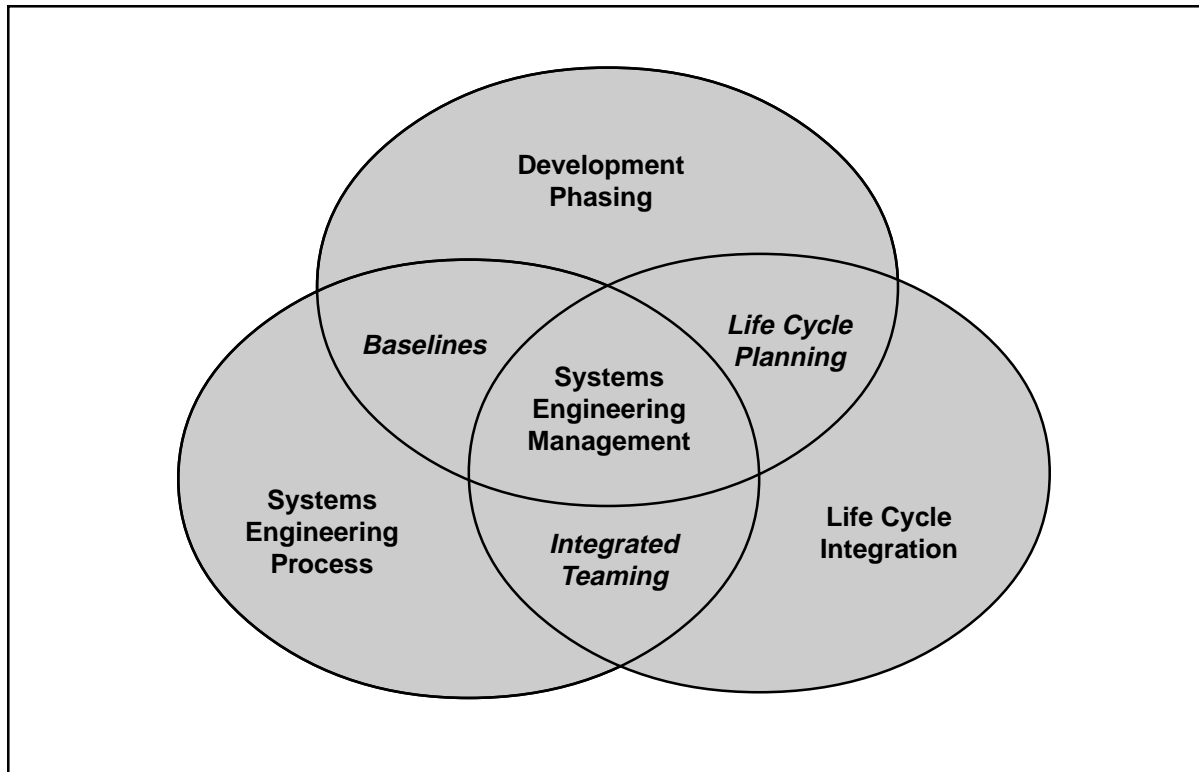 Development
Phasing
Baselines
Life Cycle
Planning
Systems
Engineering
Management
Systems
Engineering
Process
Integrated
Teaming
Life Cycle
Integration